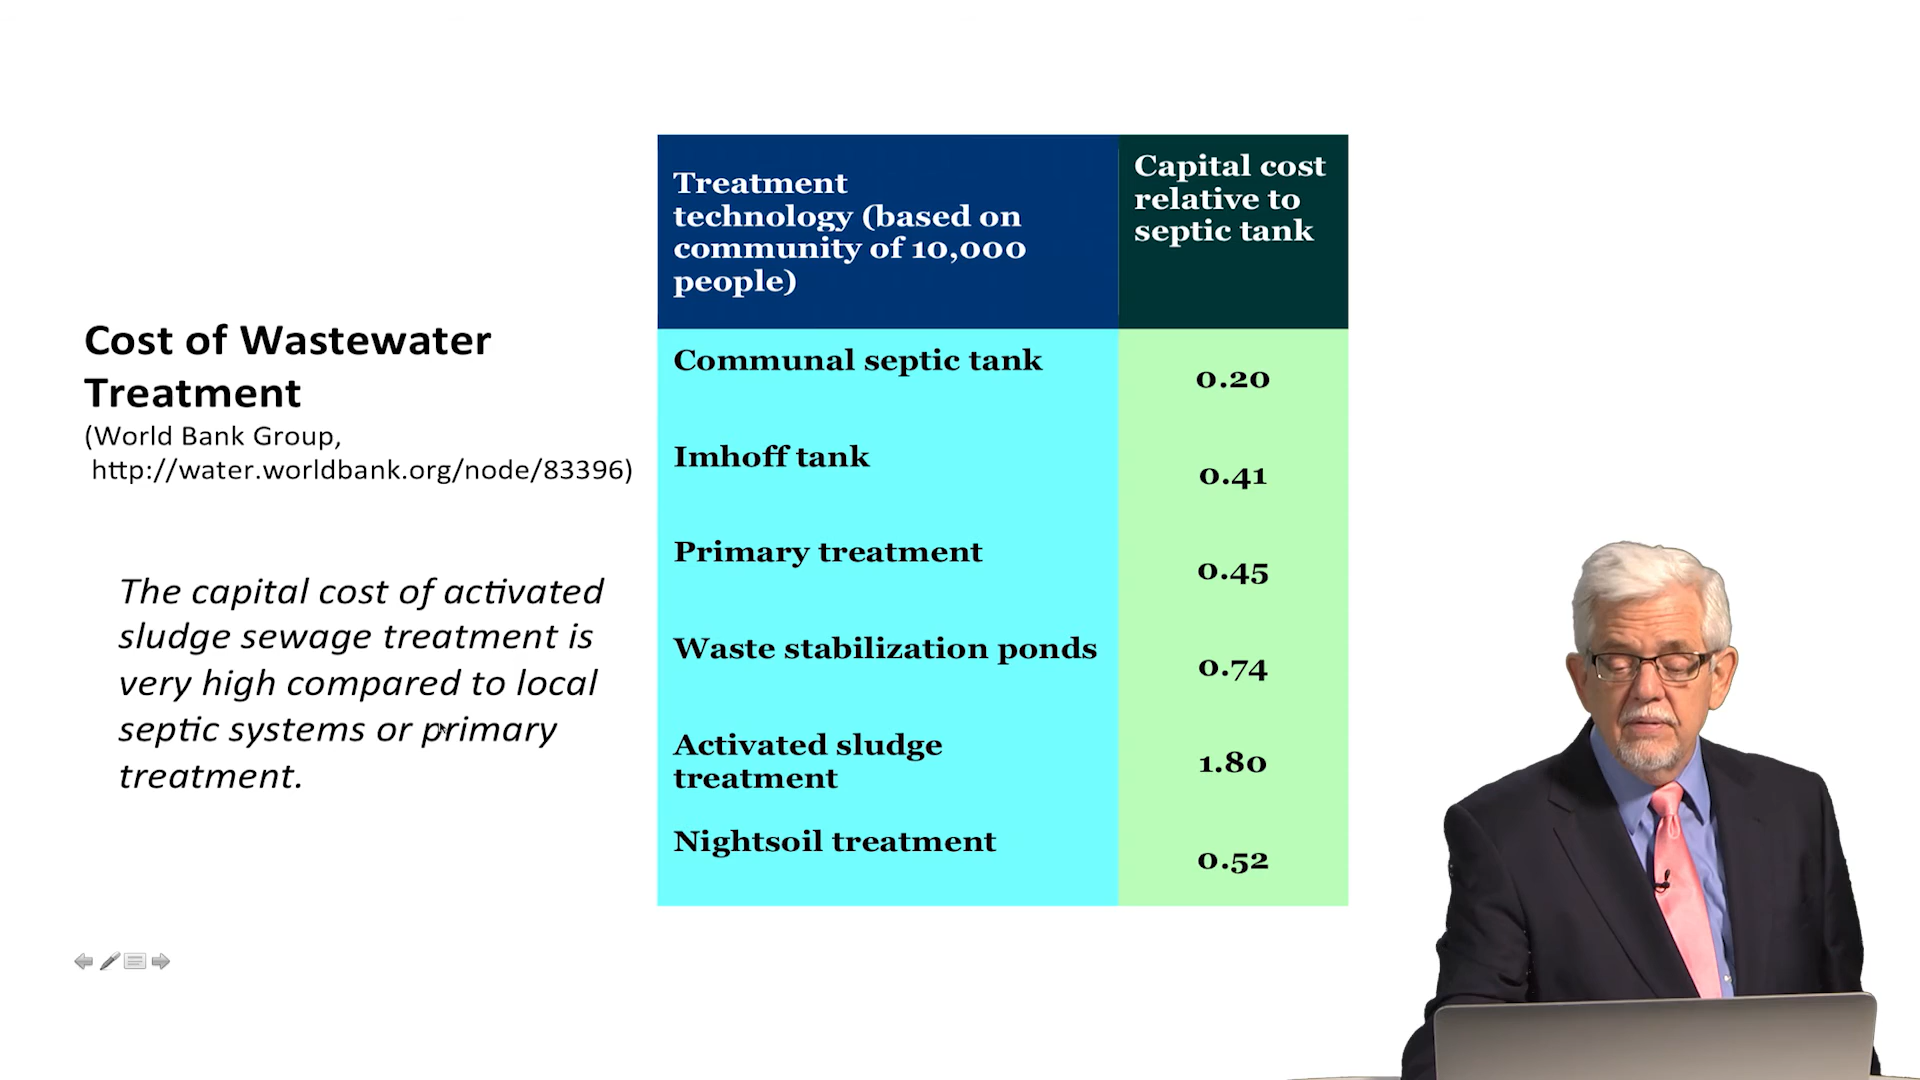 Cost of Wastewater
Treatment
(World Bank Group,
http://water.worldbank.org/node/83396)
The capital cost of activated
sludge sewage treatment is
very high compared to local
septic systems or primary
treatment.
Treatment
technology (based on
community of 10,000
people)
Capital cost
relative to
septic tank
Communal septic tank
0.20
Imhoff tank
0.41
Primary treatment
0.45
Waste stabilization ponds
0.74
Activated sludge
treatment
1.80
Nightsoil treatment
0.52